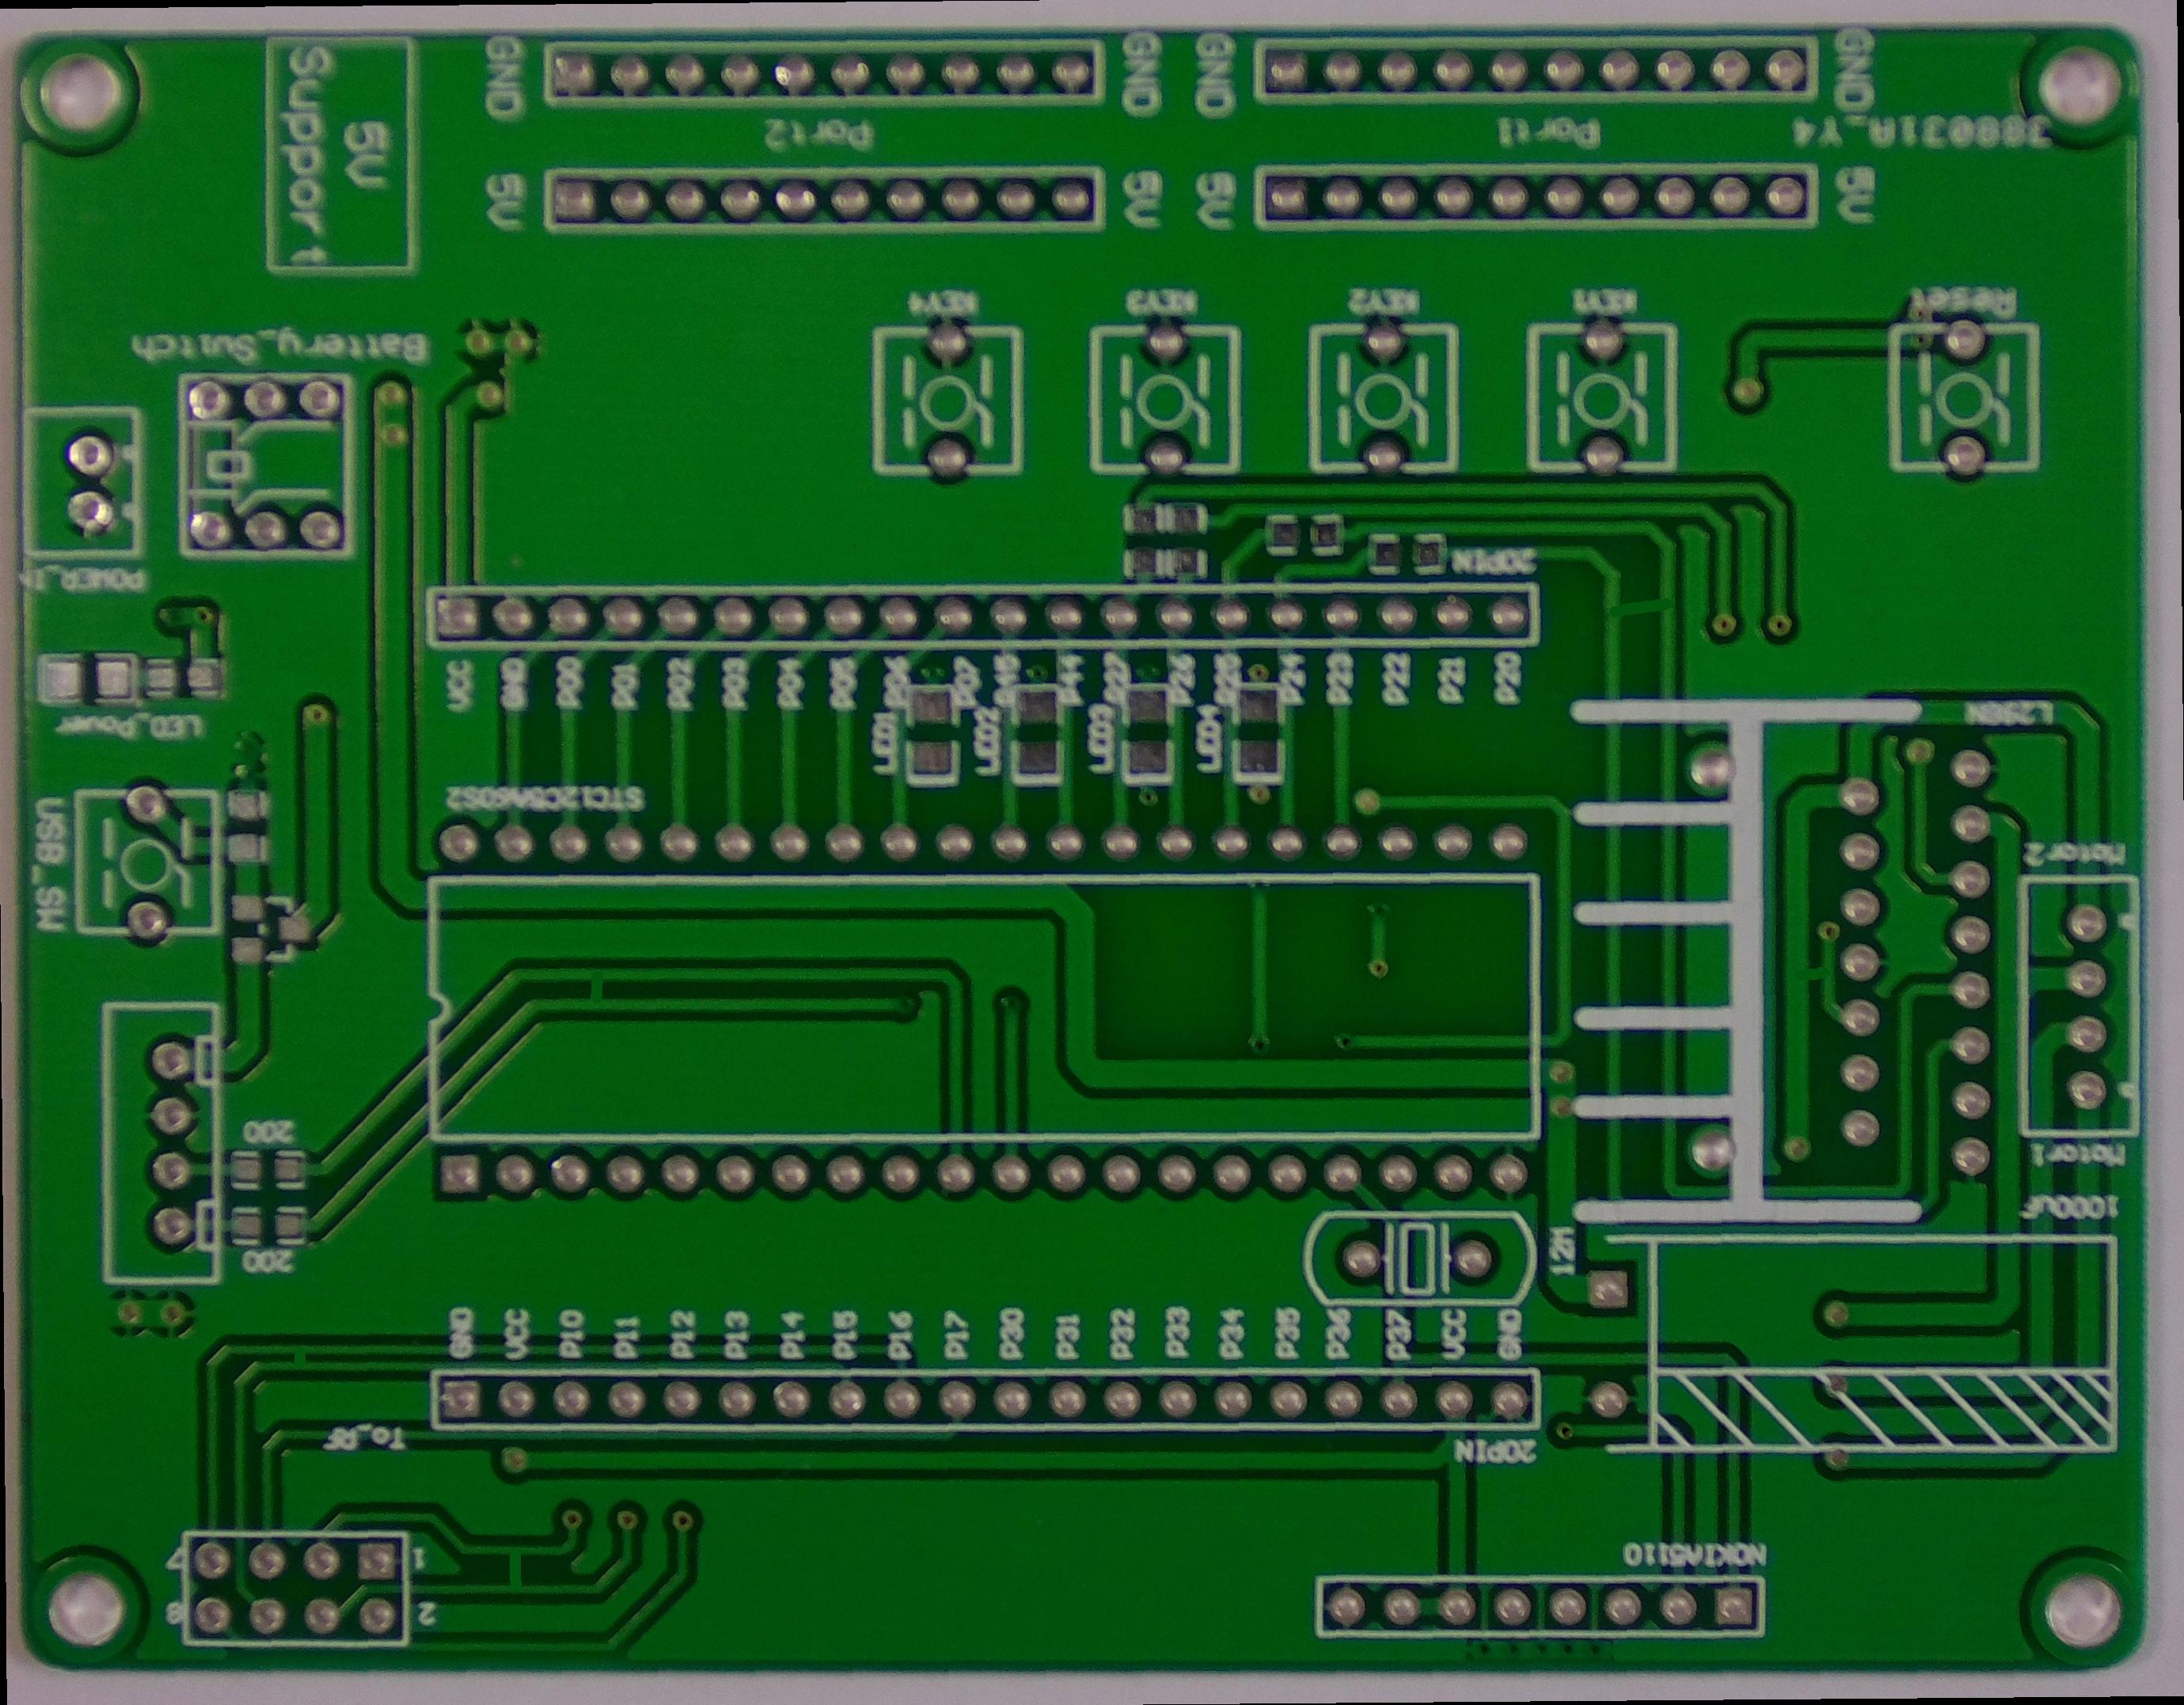 GND
GND
GND
GND
Support
5V
Port2
Port1
388031A_Y4
5V
5V
5V
5V
KEY4
KEY3
KEY2
KEY1
Reset
Battery_Switch
20PIN
POWER_IN
VCC GND P00 P01 P02 P03 P04 P05 P06 P07 P45 P44 P27 P26 P25 P24 P23 P22 P21 P20
LED_Power
LED1
LED2
LED3
LED4
L298N
STC12C5A60S2
USB_SW
Motor2
200
Motor1
1000uF
12M
200
GND VCC P10 P11 P12 P13 P14 P15 P16 P17 P30 P31 P32 P33 P34 P35 P36 P37 VCC GND
To_RF
20PIN
7
1
NOKIA5110
8
2